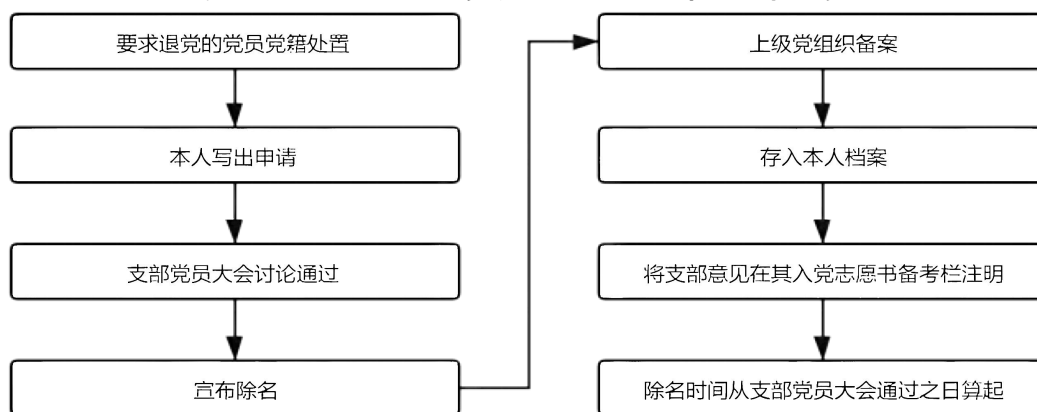 要求退党的党员党籍处置
本人写出申请
支部党员大会讨论通过
宣布除名
上级党组织备案
存入本人档案
将支部意见在其入党志愿书备考栏注明
除名时间从支部党员大会通过之日算起